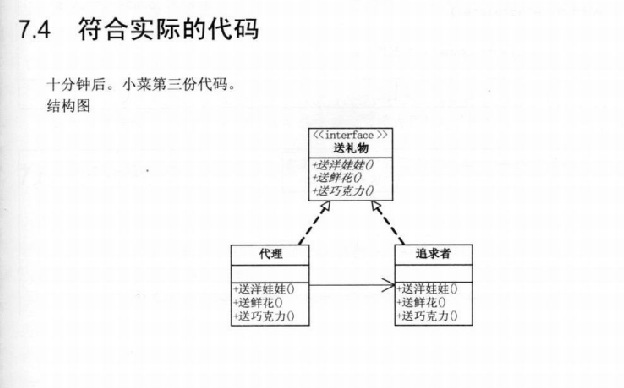 7.4 符合实际的代码
十分钟后。小菜第三份代码。
结构图
<<interface>>
送礼物
+送洋娃娃()
+送鲜花()
+送巧克力()
代理
+送洋娃娃()
+送鲜花()
+送巧克力()
追求者
+送洋娃娃()
+送鲜花()
+送巧克力()